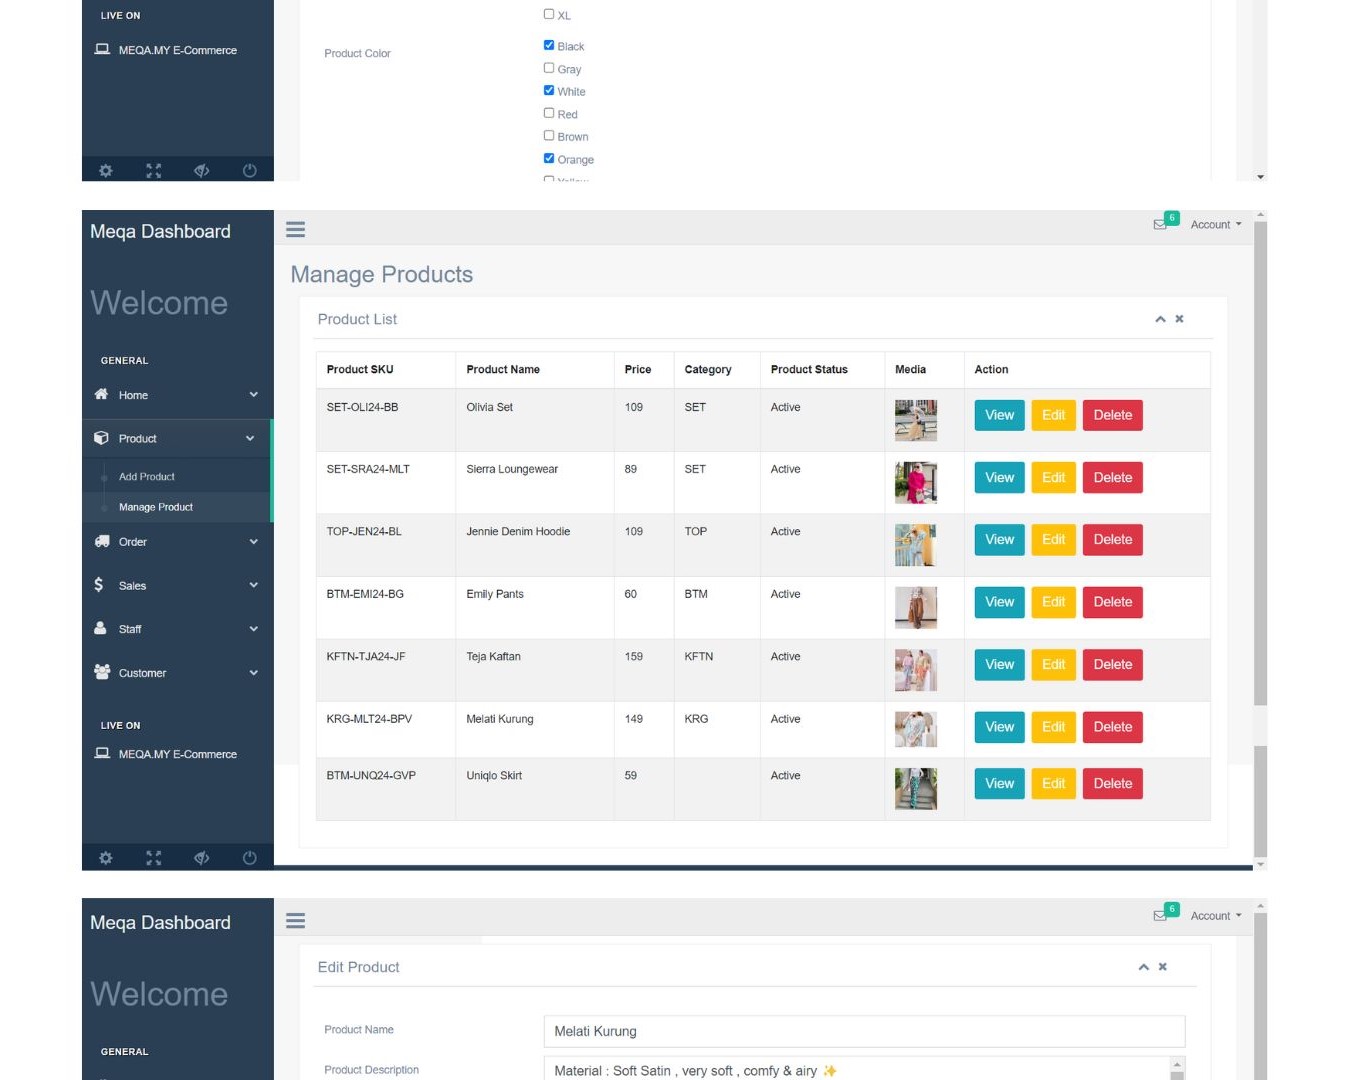 LIVE ON
MEQA.MY E-Commerce
XL
Product Color
Black
Gray
White
Red
Brown
Orange
Meqa Dashboard
6
Account
Welcome
GENERAL
Home
Product
Add Product
Manage Product
Order
Sales
Staff
Customer
LIVE ON
MEQA.MY E-Commerce
Manage Products
Product List
Product SKU Product Name Price Category Product Status Media Action
SET-OLI24-BB Olivia Set 109 SET Active View Edit Delete
SET-SRA24-MLT Sierra Loungewear 89 SET Active View Edit Delete
TOP-JEN24-BL Jennie Denim Hoodie 109 TOP Active View Edit Delete
BTM-EMI24-BG Emily Pants 60 BTM Active View Edit Delete
KFTN-TJA24-JF Teja Kaftan 159 KFTN Active View Edit Delete
KRG-MLT24-BPV Melati Kurung 149 KRG Active View Edit Delete
BTM-UNQ24-GVP Uniqlo Skirt 59 Active View Edit Delete
Meqa Dashboard
6
Account
Welcome
GENERAL
Edit Product
Product Name Melati Kurung
Product Description Material : Soft Satin , very soft , comfy & airy ✨